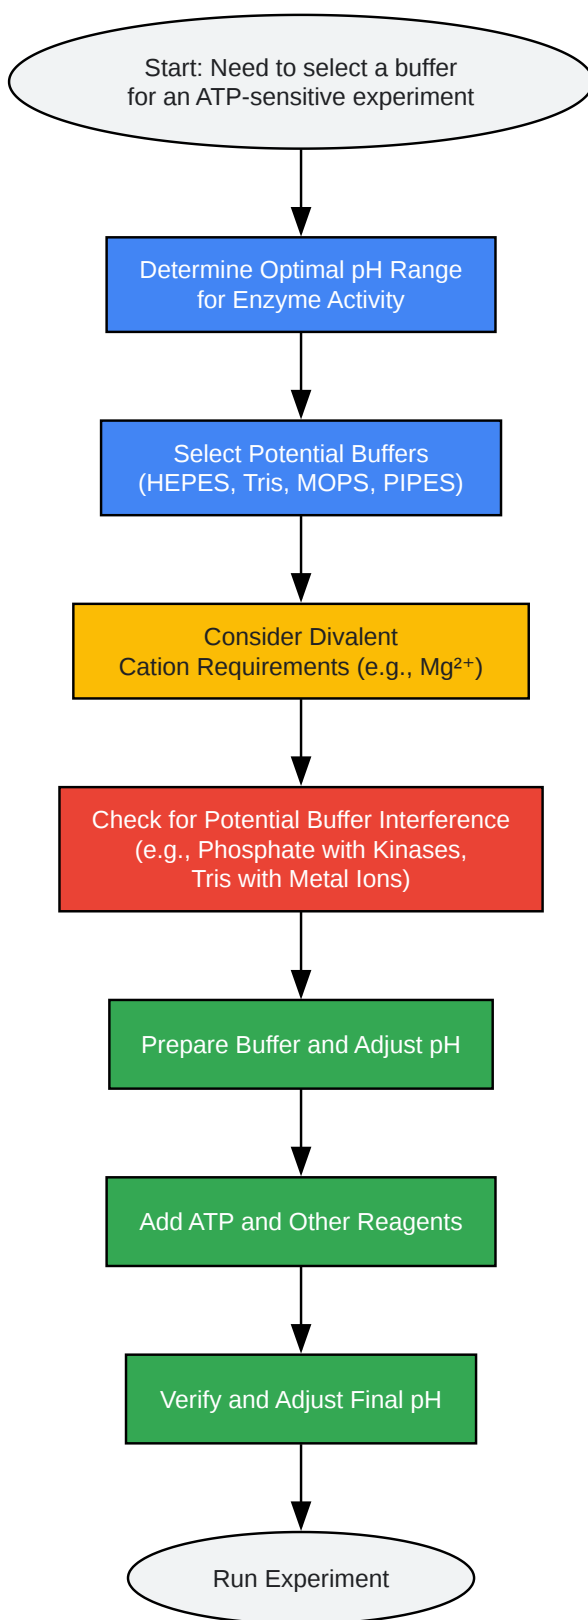 Start: Need to select a buffer
for an ATP-sensitive experiment
Determine Optimal pH Range
for Enzyme Activity
Select Potential Buffers
(HEPES, Tris, MOPS, PIPES)
Consider Divalent
Cation Requirements (e.g., Mg²⁺)
Check for Potential Buffer Interference
(e.g., Phosphate with Kinases,
Tris with Metal Ions)
Prepare Buffer and Adjust pH
Add ATP and Other Reagents
Verify and Adjust Final pH
Run Experiment